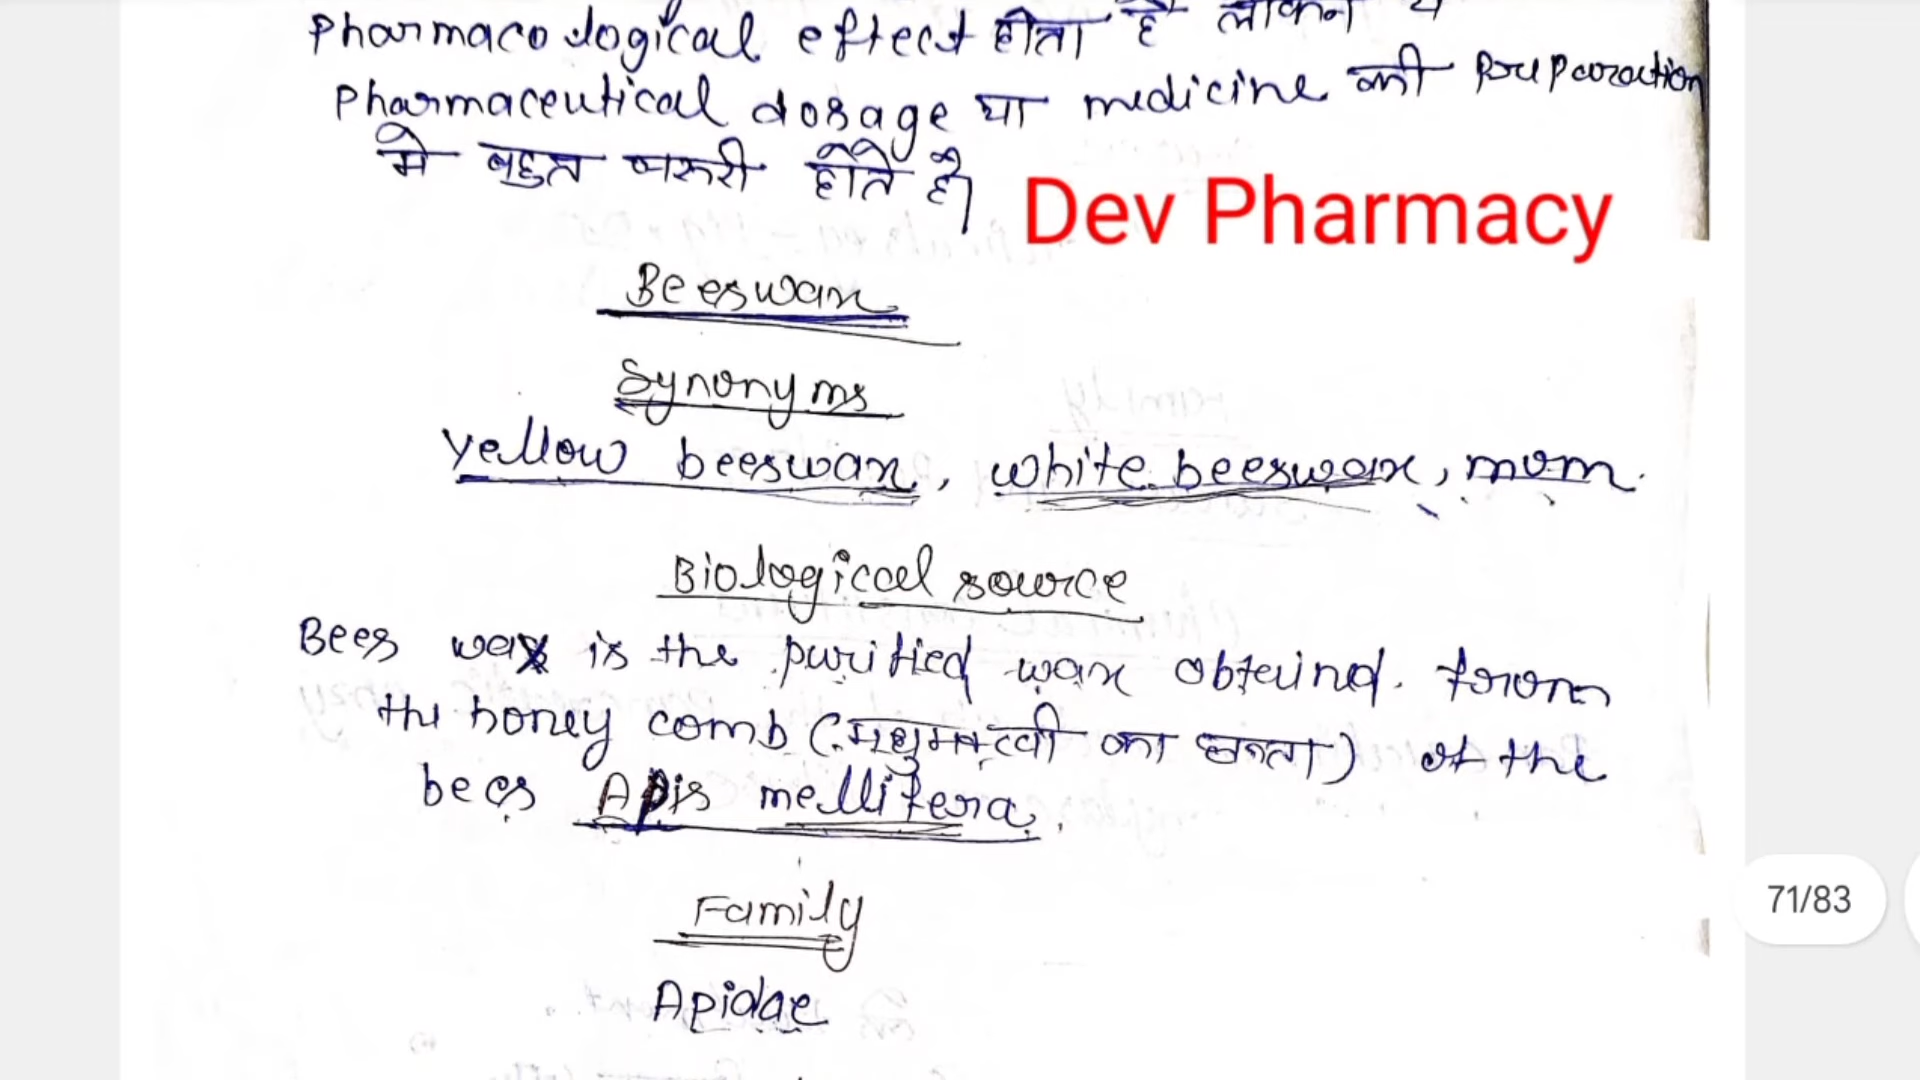 Pharmacological effect होता है लेकिन ये
Pharmaceutical dosage या medicine की Preparation
मे बहुत जरूरी होते है।
Dev Pharmacy
Beeswax
Synonyms
Yellow beeswax, white beeswax, mom.
Biological source
Bees wax is the purified wax obteined. from
the honey comb (मधुमक्खी का छत्ता) of the
bees Apis mellifera.
Family
Apidae
71/83